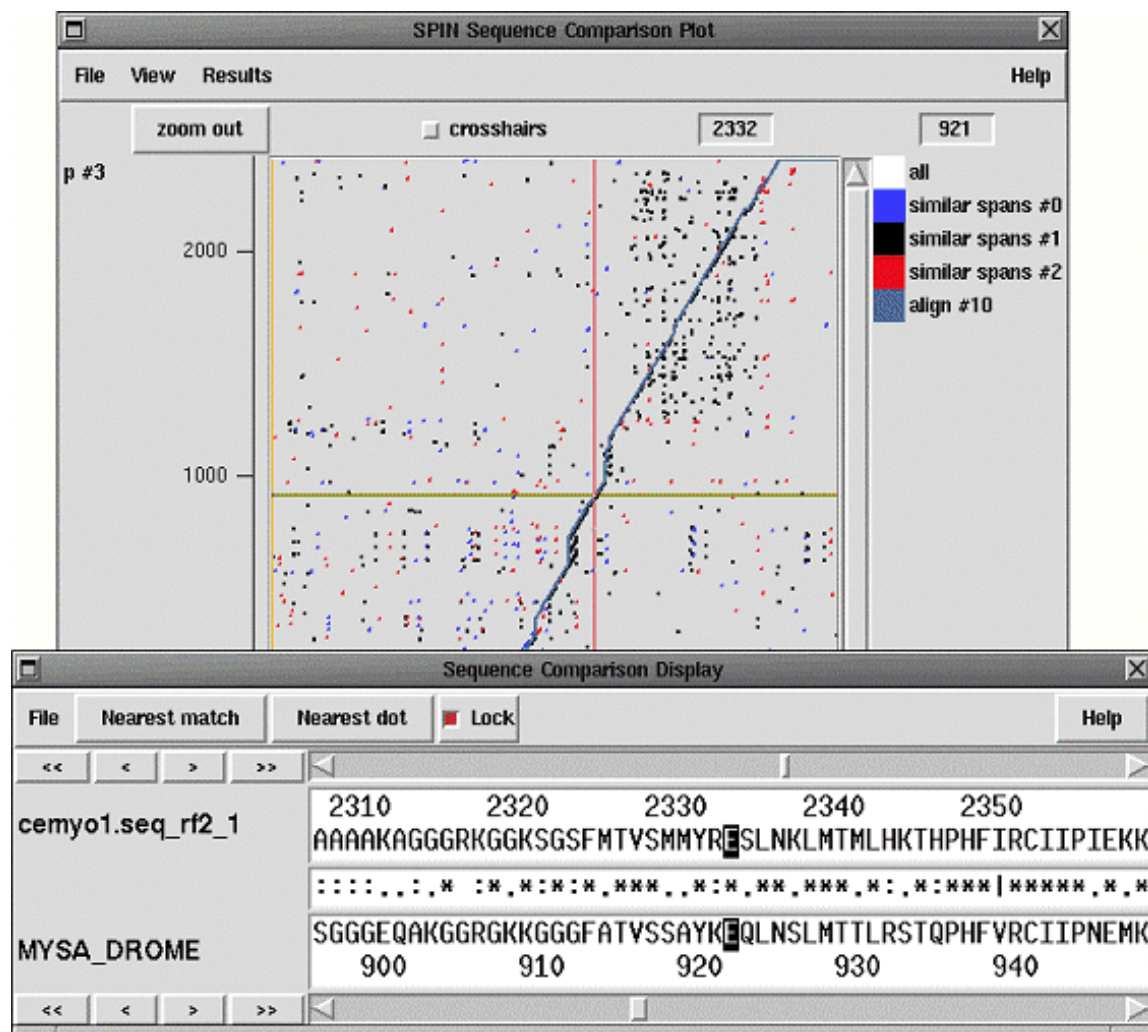 SPIN Sequence Comparison Plot
File View Results Help
zoom out crosshairs 2332 921
p #3
all
similar spans #0
similar spans #1
similar spans #2
align #10
2000
1000
Sequence Comparison Display
File Nearest match Nearest dot Lock Help
<< < > >>
2310 2320 2330 2340 2350
cemyo1.seq_rf2_1
AAAAKAGGGRKGGKSGSFMTVSMMYRESLNKLMTMLHKTHPHFIRCIIPIEKK
::::..:.* :*.*:*:*.***..*:*.**.***.*:.*:***|*****.*.*
SGGGEQAKGGRGKKGGGFATVSSAYKEQLNSLMTTLRSTQPHFVRCIIPNEMK
MYSA_DROME
900 910 920 930 940
<< < > >>